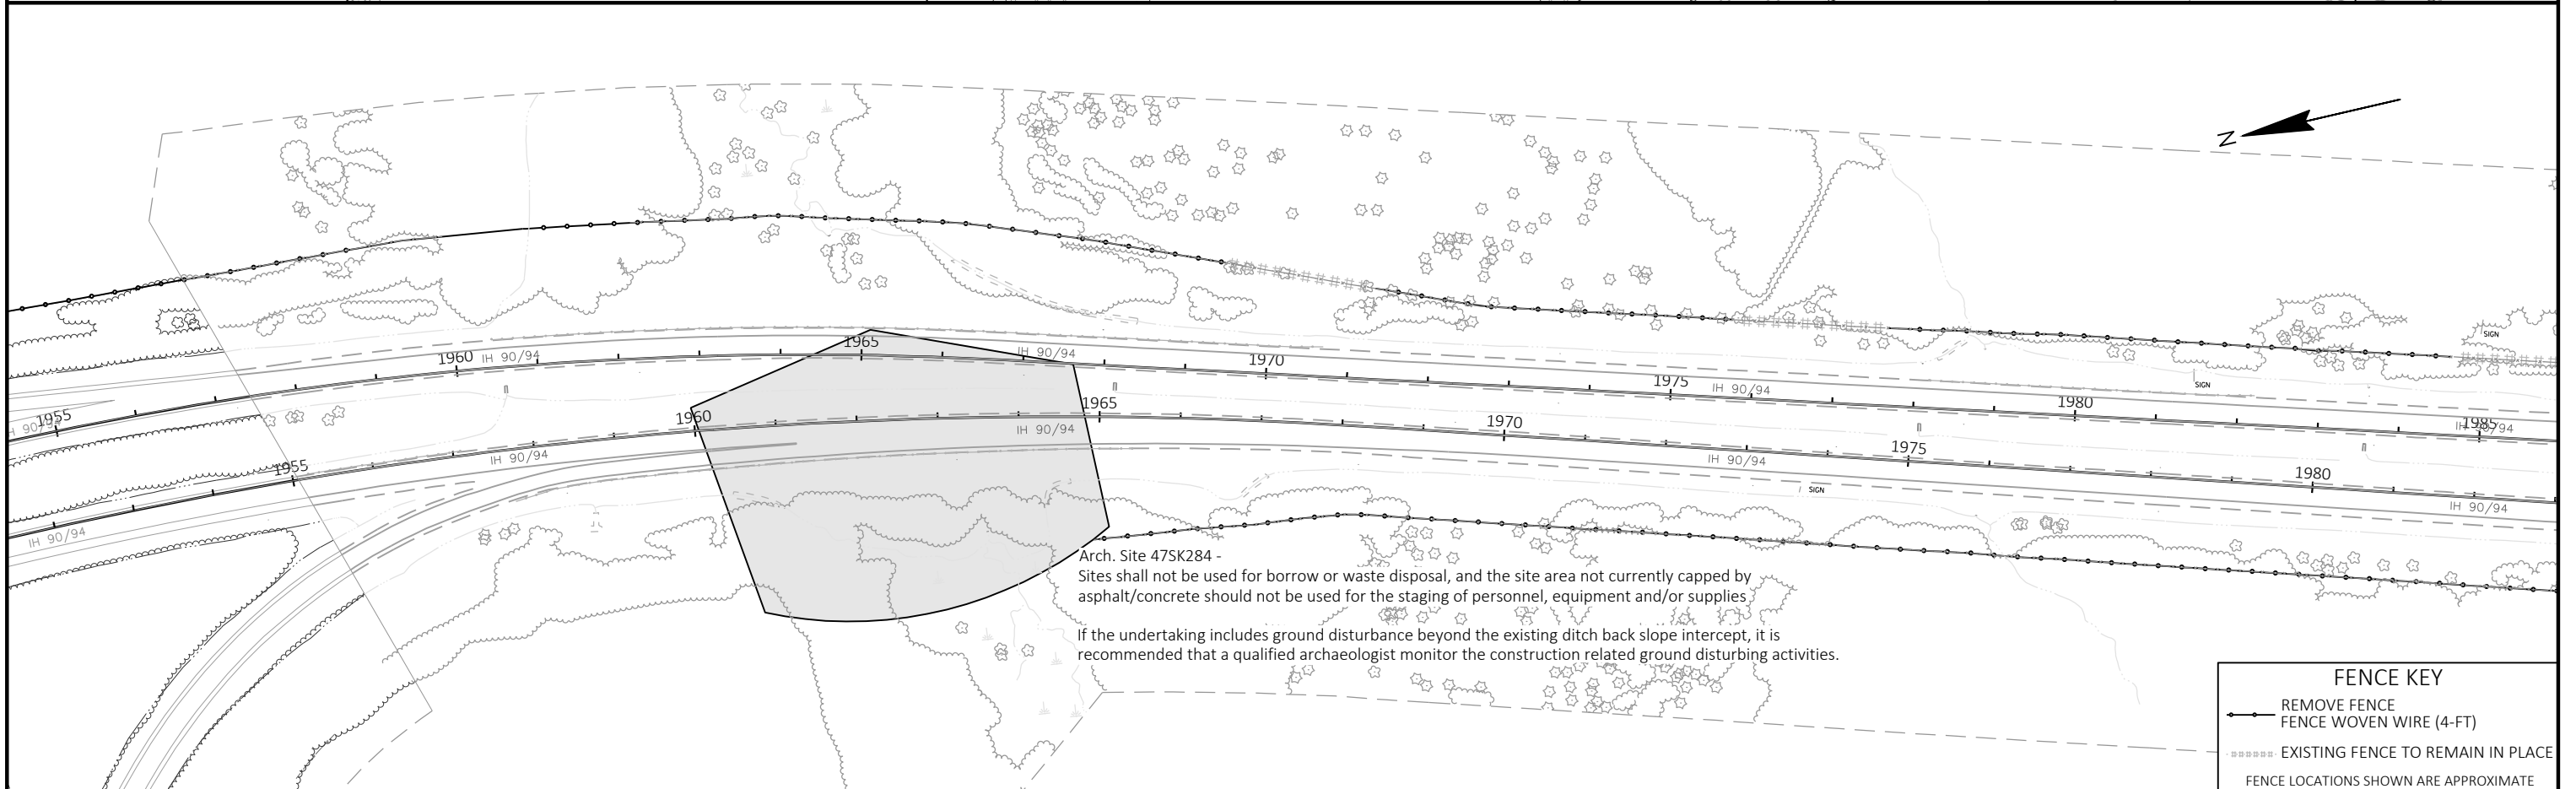 N
1965
1960
IH 90/94
IH 90/94
1970
1975
IH 90/94
1980
1985
IH 90/94
SIGN
SIGN
1955
IH 90/94
1960
1965
IH 90/94
1970
1975
1980
1955
IH 90/94
IH 90/94
SIGN
IH 90/94
IH 90/94
Arch. Site 47SK284 -
Sites shall not be used for borrow or waste disposal, and the site area not currently capped by
asphalt/concrete should not be used for the staging of personnel, equipment and/or supplies
If the undertaking includes ground disturbance beyond the existing ditch back slope intercept, it is
recommended that a qualified archaeologist monitor the construction related ground disturbing activities.
FENCE KEY
REMOVE FENCE
FENCE WOVEN WIRE (4-FT)
EXISTING FENCE TO REMAIN IN PLACE
FENCE LOCATIONS SHOWN ARE APPROXIMATE